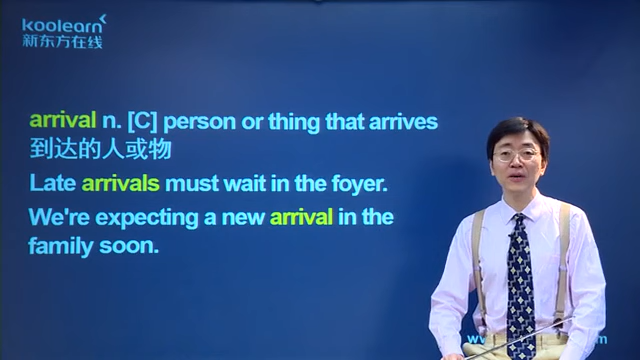 koolearn
新东方在线
arrival n. [C] person or thing that arrives
到达的人或物
Late arrivals must wait in the foyer.
We're expecting a new arrival in the
family soon.